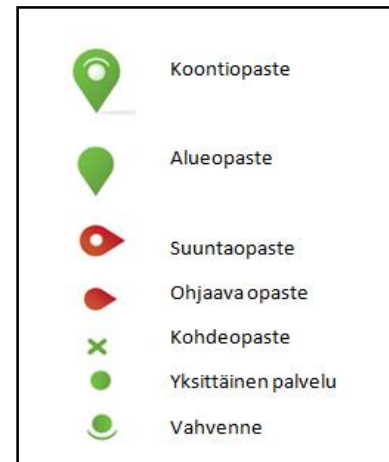 Koontiopaste
Alueopaste
Suuntaopaste
Ohjaava opaste
Kohdeopaste
Yksittäinen palvelu
Vahvenne